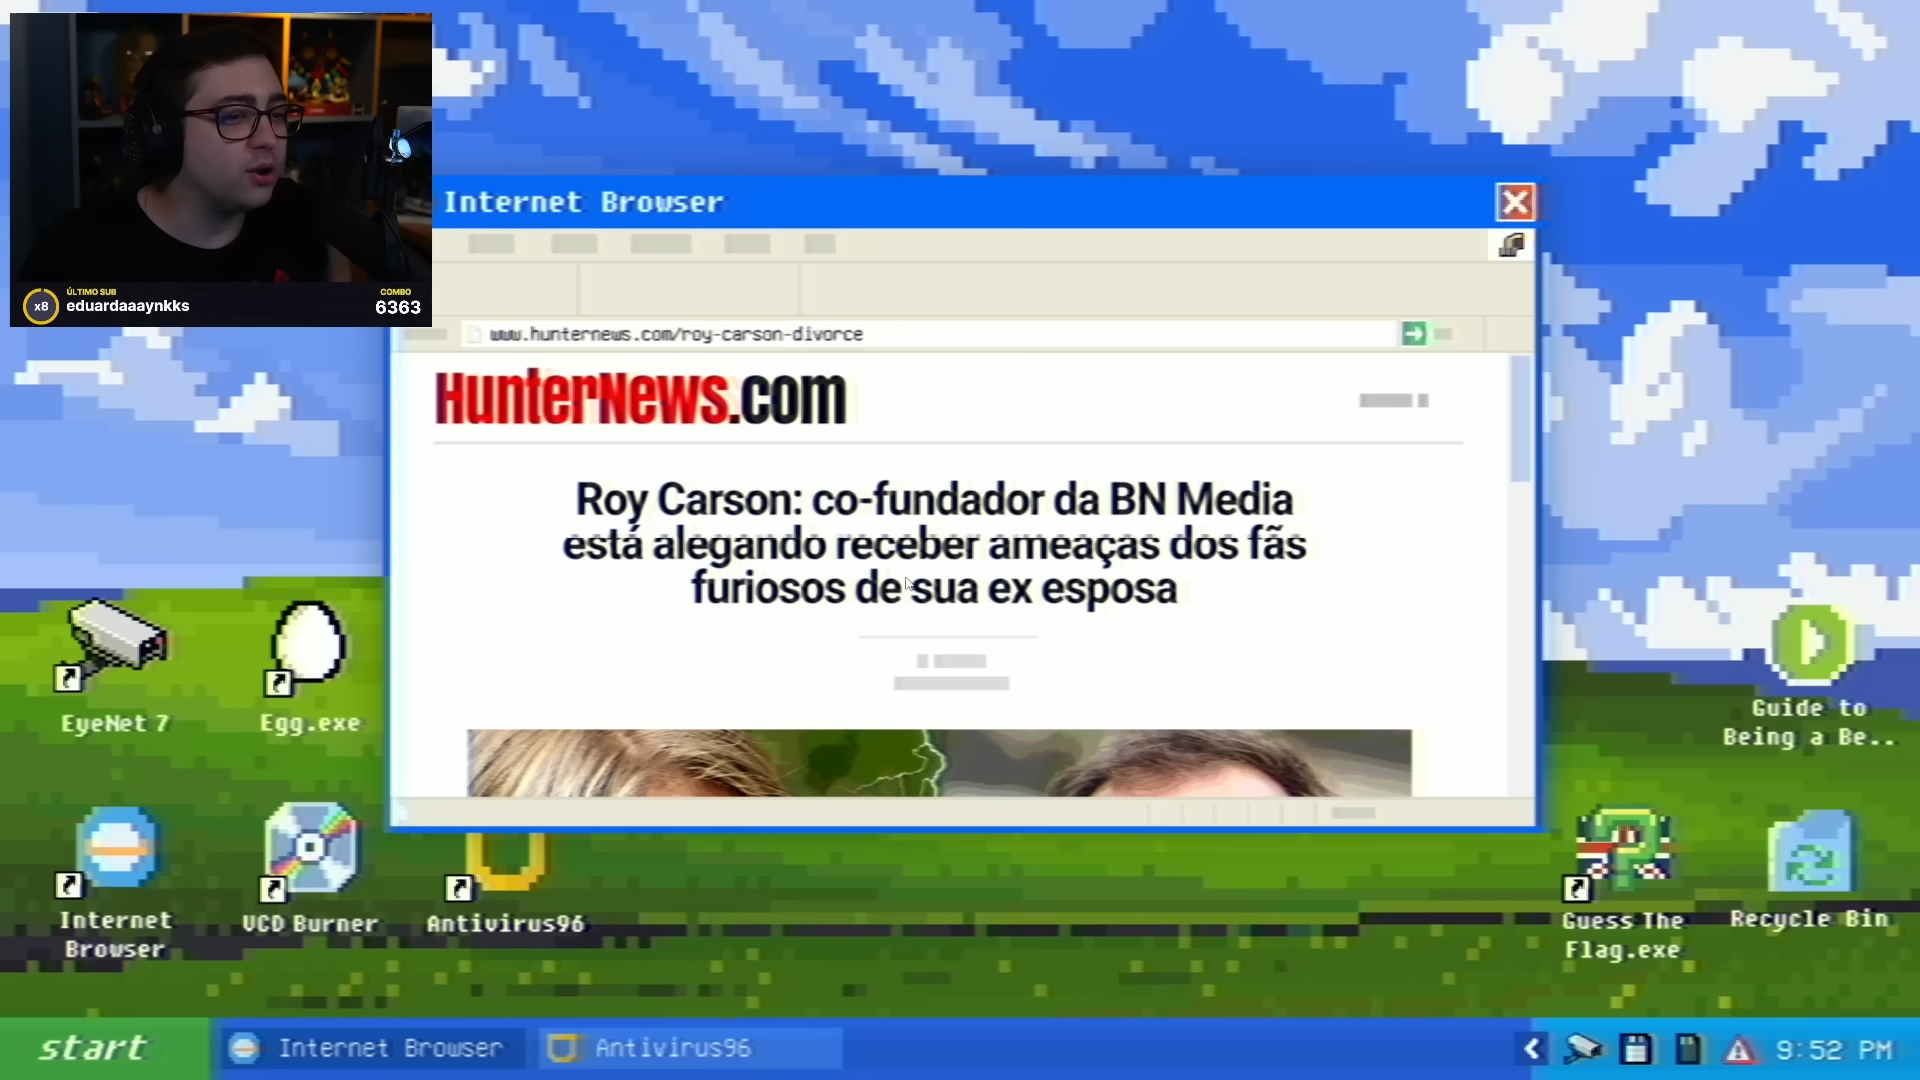 x8
ÚLTIMO SUB
eduardaaaynkks
COMBO
6363
Internet Browser
www.hunternews.com/roy-carson-divorce
HunterNews.com
Roy Carson: co-fundador da BN Media
está alegando receber ameaças dos fãs
furiosos de sua ex esposa
EyeNet 7
Egg.exe
Guide to
Being a Be..
Internet
Browser
VCD Burner
Antivirus96
Guess The
Flag.exe
Recycle Bin
start
Internet Browser
Antivirus96
9:52 PM